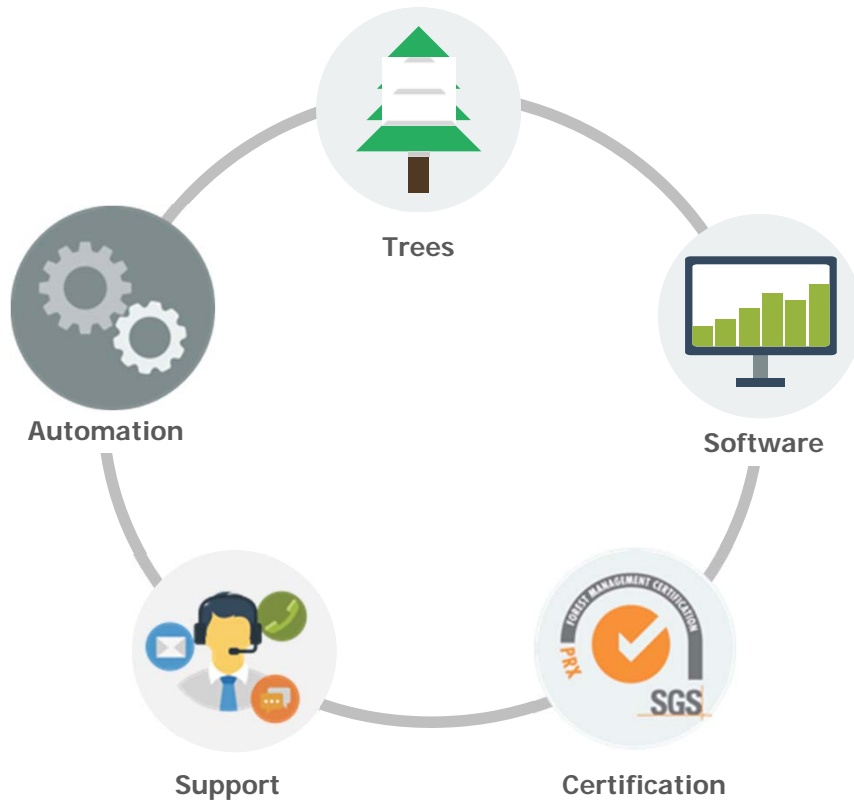 Trees
Automation
Software
FOREST MANAGEMENT CERTIFICATION
PRX
SGS
Support
Certification